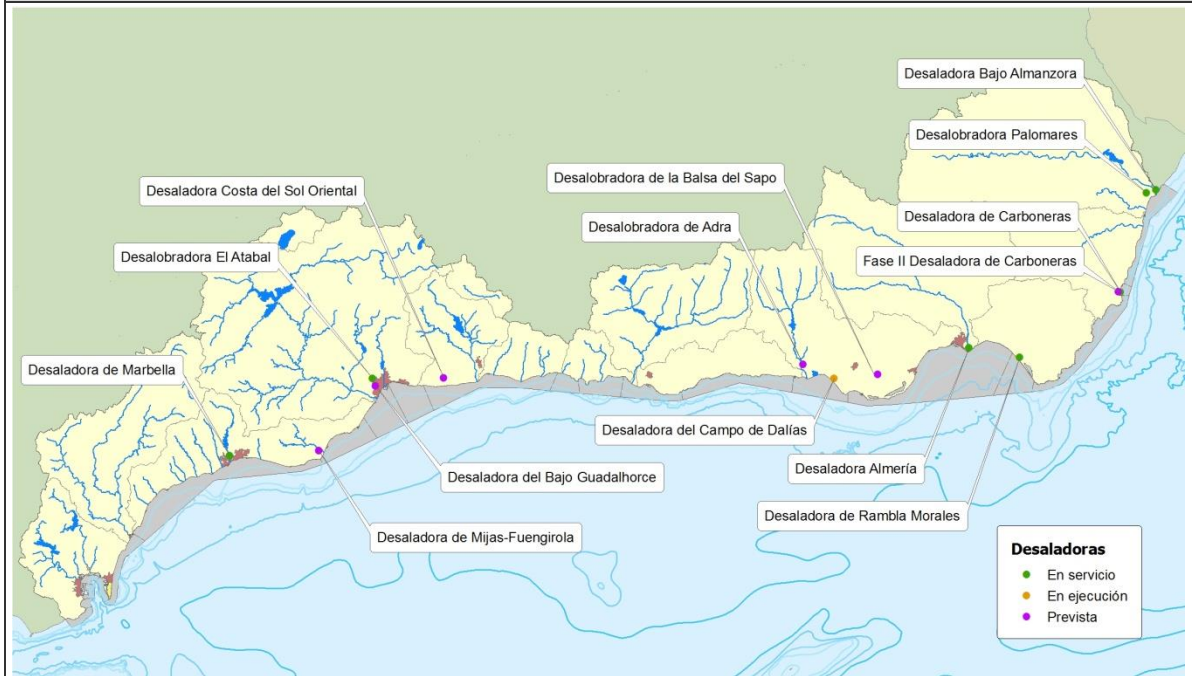 Desaladora Bajo Almanzora
Desalobradora Palomares
Desalobradora de la Balsa del Sapo
Desaladora Costa del Sol Oriental
Desaladora de Carboneras
Desalobradora de Adra
Desalobradora El Atabal
Fase II Desaladora de Carboneras
Desaladora de Marbella
Desaladora del Campo de Dalías
Desaladora Almería
Desaladora del Bajo Guadalhorce
Desaladora de Rambla Morales
Desaladora de Mijas-Fuengirola
Desaladoras
En servicio
En ejecución
Prevista